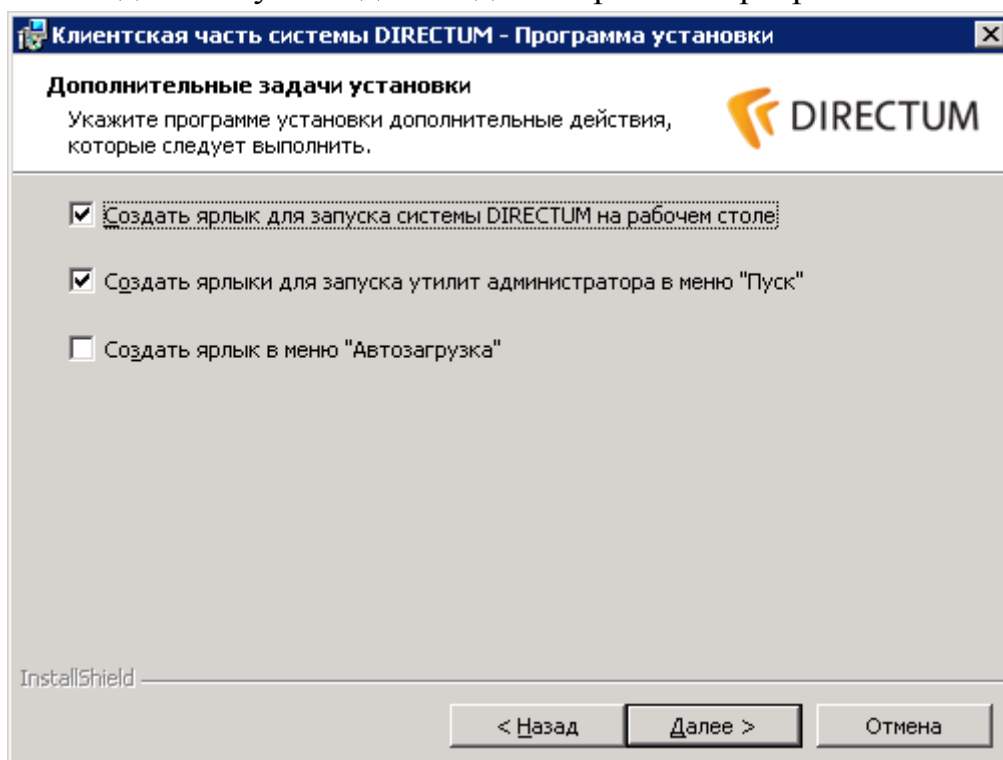 Клиентская часть системы DIRECTUM - Программа установки
Дополнительные задачи установки
Укажите программе установки дополнительные действия,
которые следует выполнить.
DIRECTUM
Создать ярлык для запуска системы DIRECTUM на рабочем столе
Создать ярлыки для запуска утилит администратора в меню "Пуск"
Создать ярлык в меню "Автозагрузка"
InstallShield
< Назад
Далее >
Отмена